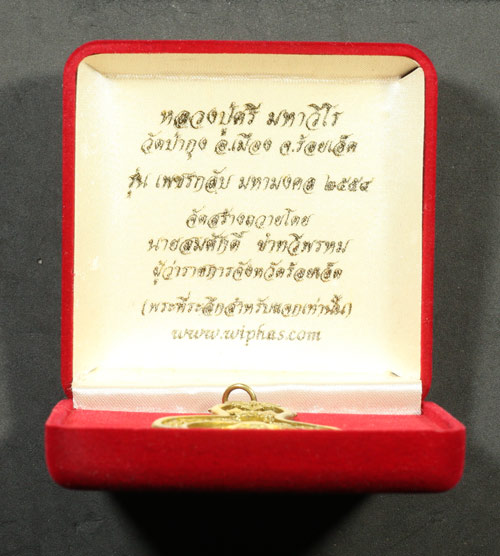 หลวงปู่ศรี มหาวีโร
วัดป่ากุง อ.เมือง จ.ร้อยเอ็ด
รุ่น เพชรกลับ มหามงคล ๒๕๕๔
จัดสร้างถวายโดย
นายสมศักดิ์ ขำทวีพรหม
ผู้ว่าราชการจังหวัดร้อยเอ็ด
(พระที่ระลึกสำหรับแจกเท่านั้น)
www.wiphas.com